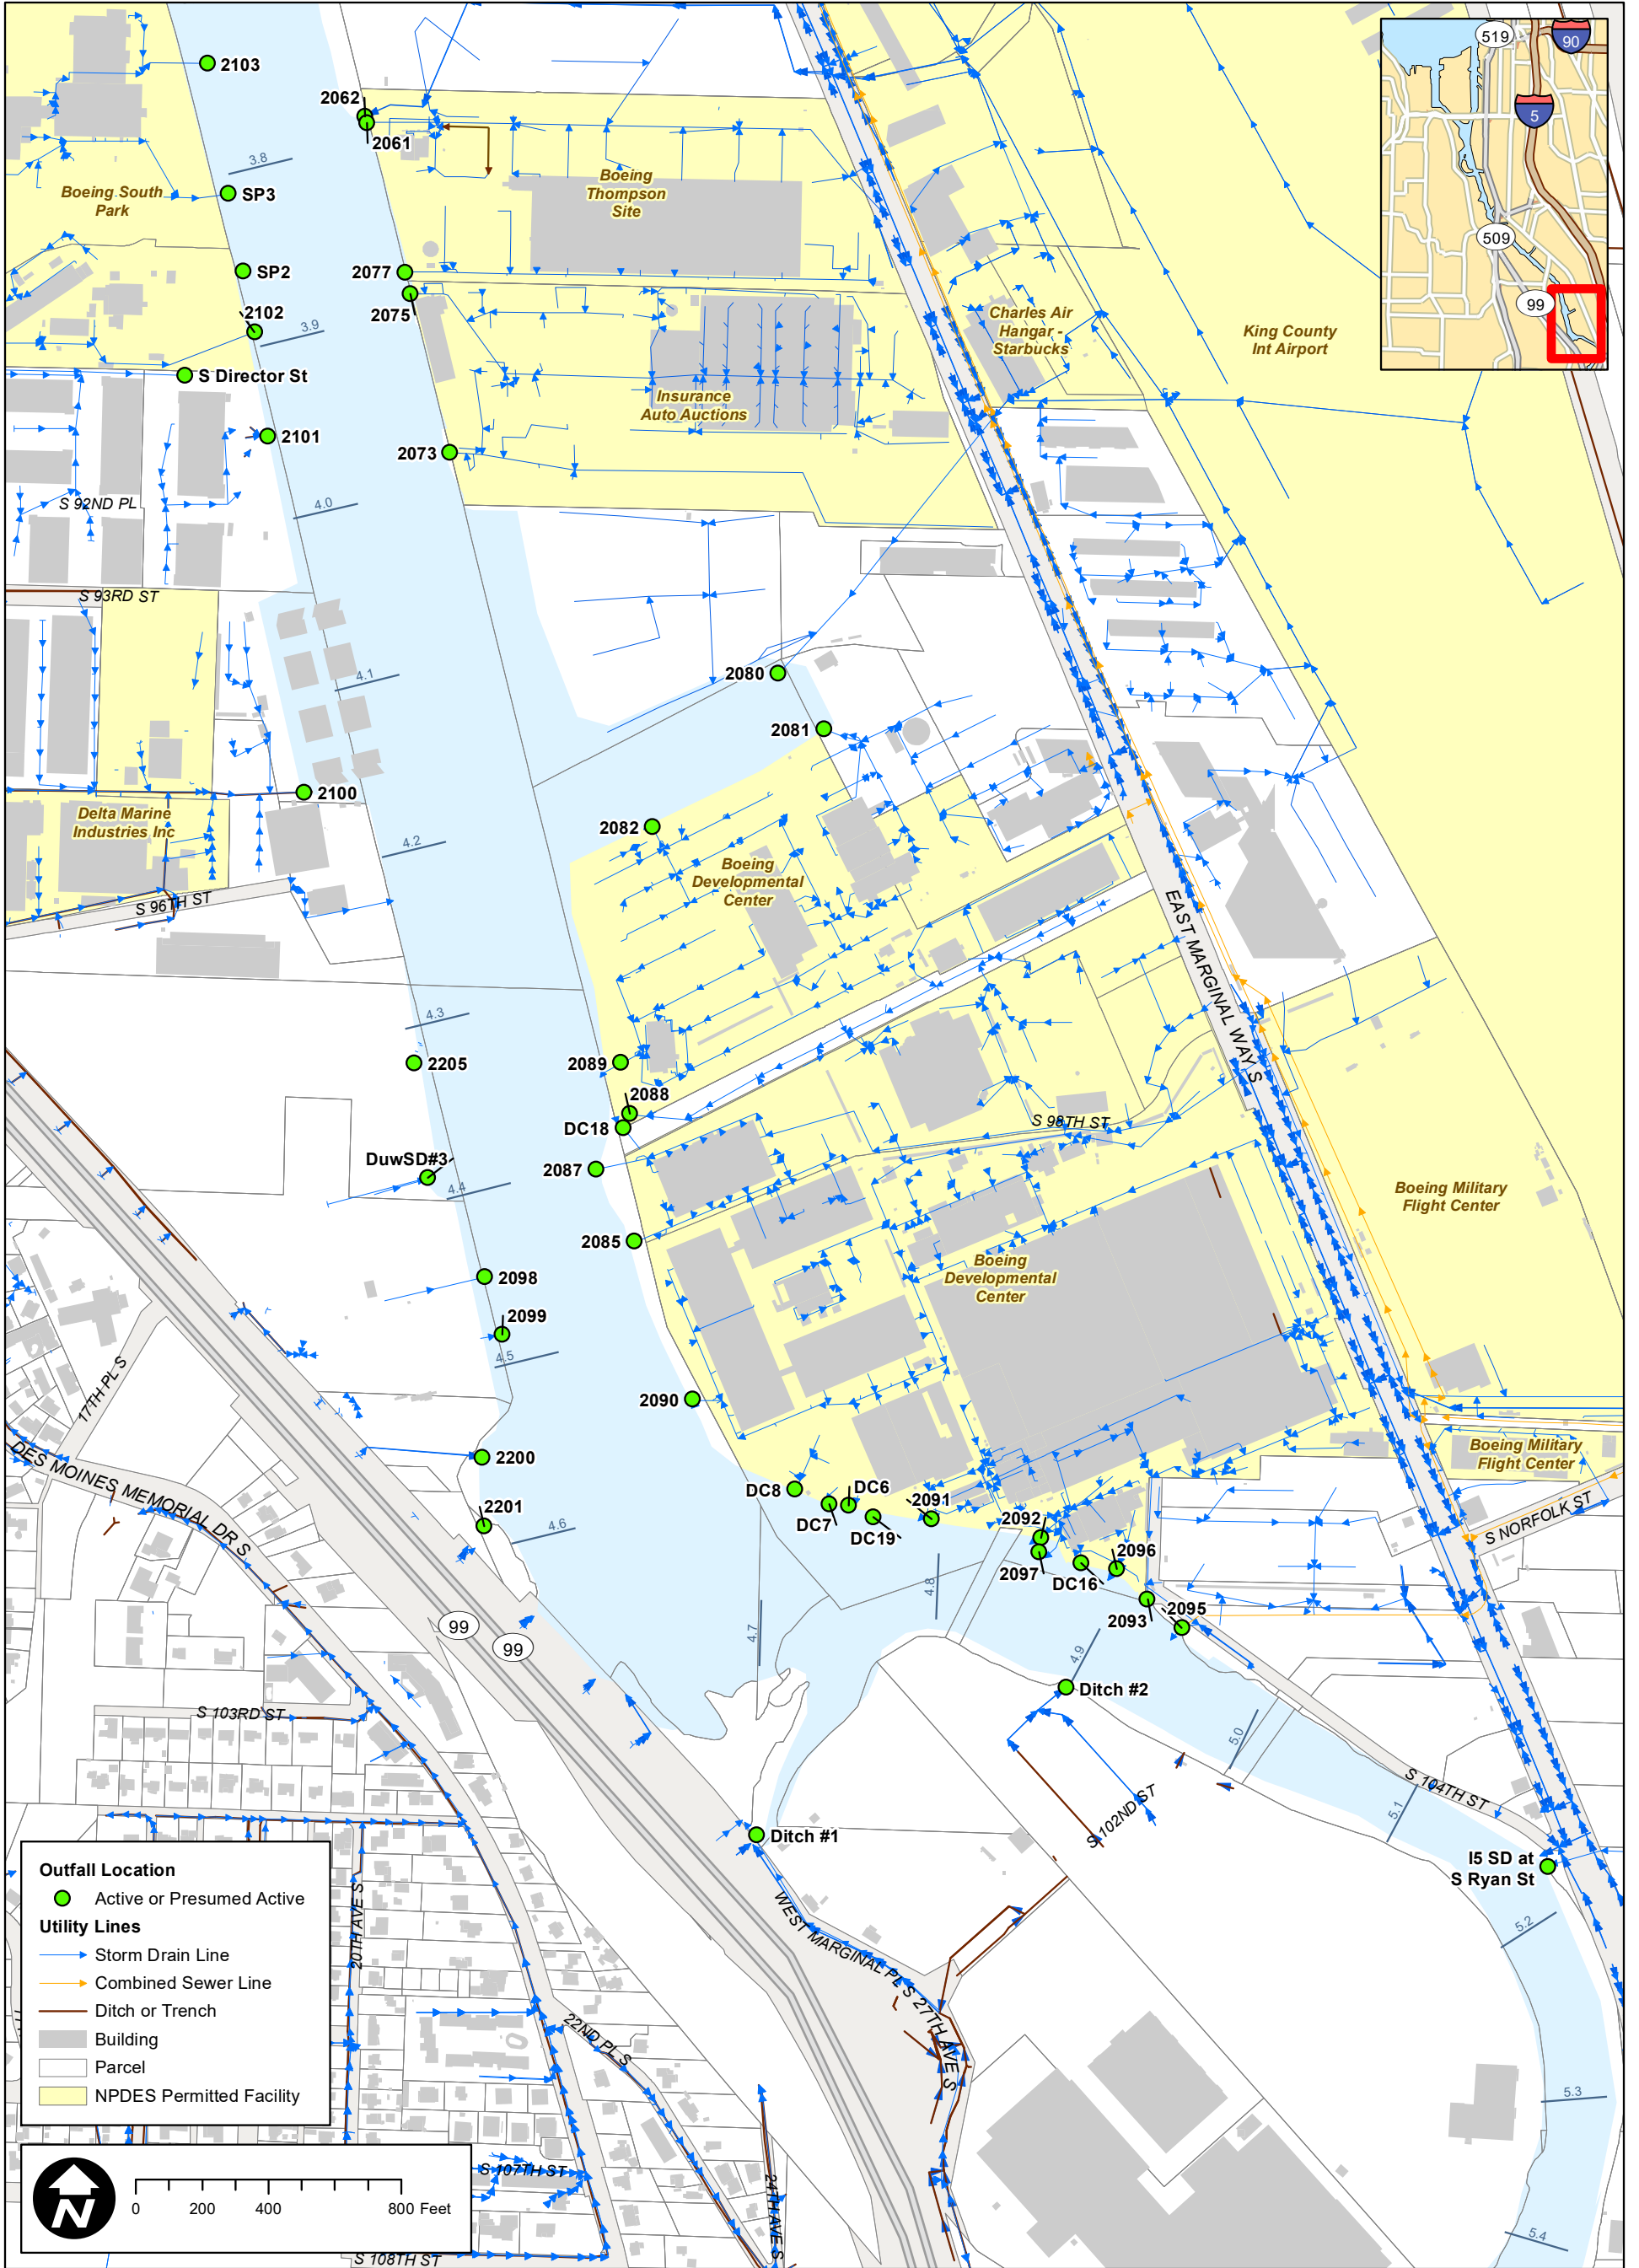 519
90
5
509
99
2103
2062
2061
3.8
Boeing South
Park
SP3
Boeing
Thompson
Site
SP2
2077
2102
2075
3.9
Charles Air
Hangar -
Starbucks
King County
Int Airport
S Director St
Insurance
Auto Auctions
2101
2073
S 92ND PL
4.0
S 93RD ST
4.1
2080
2081
2100
Delta Marine
Industries Inc
2082
4.2
Boeing
Developmental
Center
S 96TH ST
EAST MARGINAL WAY S
4.3
2205
2089
2088
DC18
S 98TH ST
DuwSD#3
2087
4.4
Boeing Military
Flight Center
2085
2098
Boeing
Developmental
Center
2099
4.5
17TH PL S
2090
2200
DES MOINES MEMORIAL DR S
Boeing Military
Flight Center
DC8
DC6
DC7
DC19
2091
2201
4.6
2092
2097
S NORFOLK ST
2096
DC16
4.8
2093
2095
4.7
99
99
4.9
Ditch #2
S 103RD ST
5.0
S 104TH ST
5.1
S 102ND ST
Ditch #1
I5 SD at
S Ryan St
5.2
WEST MARGINAL PL S
27TH AVE S
20TH AVE S
22ND PL S
5.3
24TH AVE S
S 107TH ST
S 108TH ST
5.4
Outfall Location
Active or Presumed Active
Utility Lines
Storm Drain Line
Combined Sewer Line
Ditch or Trench
Building
Parcel
NPDES Permitted Facility
N
0 200 400 800 Feet